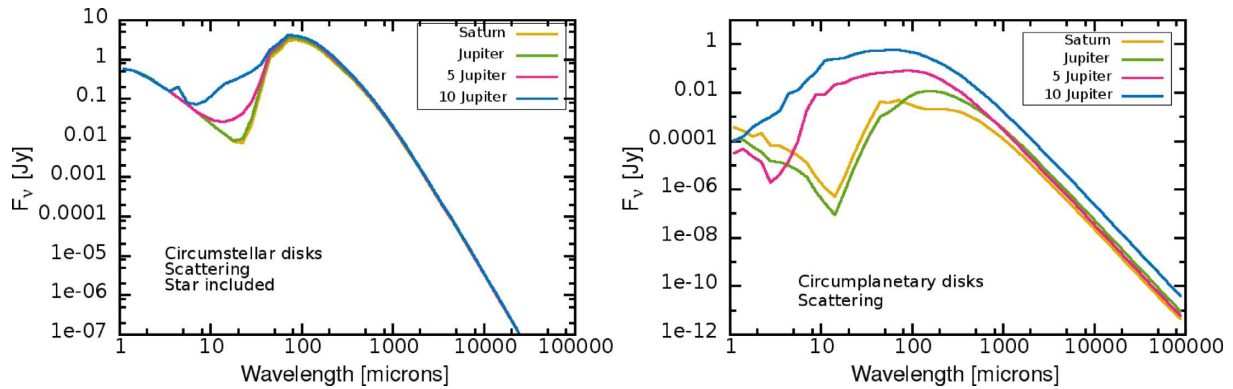 10
1
0.1
0.01
0.001
0.0001
1e-05
1e-06
1e-07
Fν [Jy]
Saturn
Jupiter
5 Jupiter
10 Jupiter
Circumstellar disks
Scattering
Star included
1 10 100 1000 10000 100000
Wavelength [microns]
1
0.01
0.0001
1e-06
1e-08
1e-10
1e-12
Fν [Jy]
Saturn
Jupiter
5 Jupiter
10 Jupiter
Circumplanetary disks
Scattering
1 10 100 1000 10000 100000
Wavelength [microns]